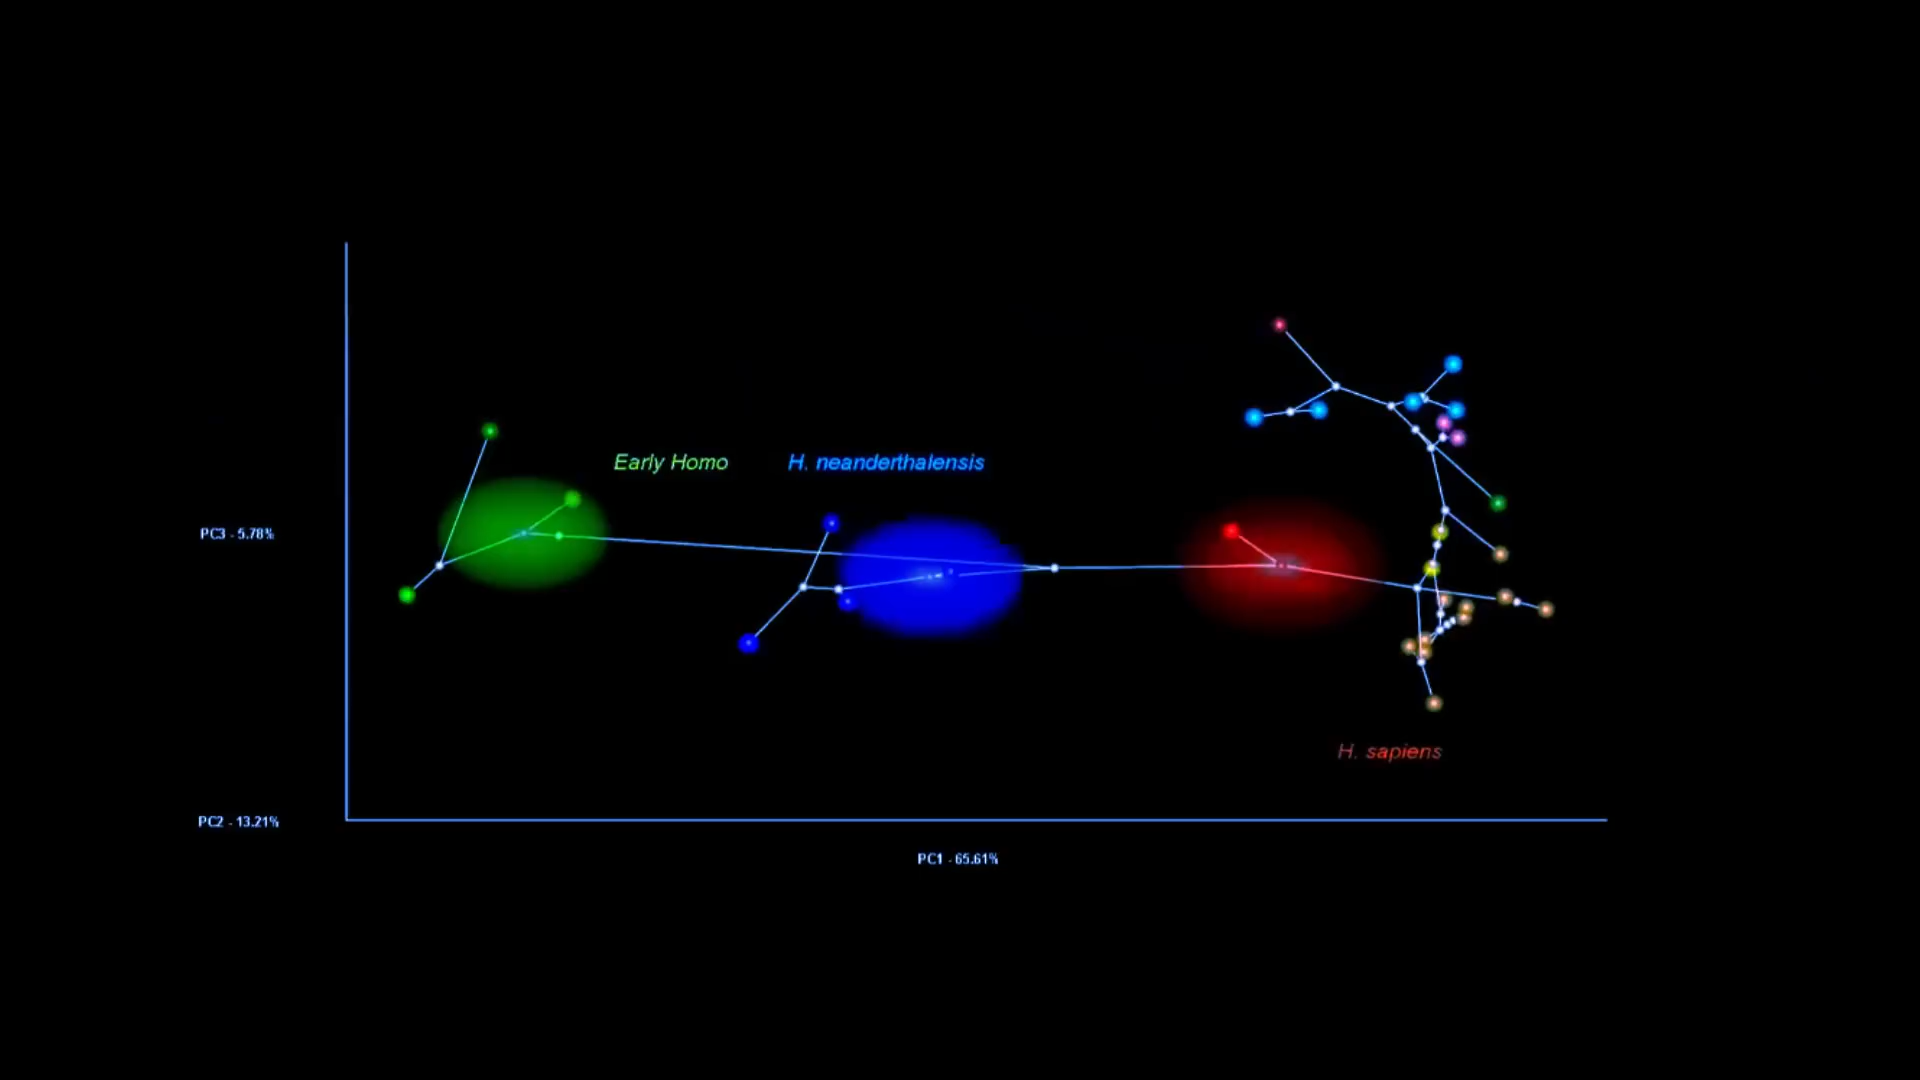 Early Homo
H. neanderthalensis
PC3 - 5.78%
H. sapiens
PC2 - 13.21%
PC1 - 65.61%